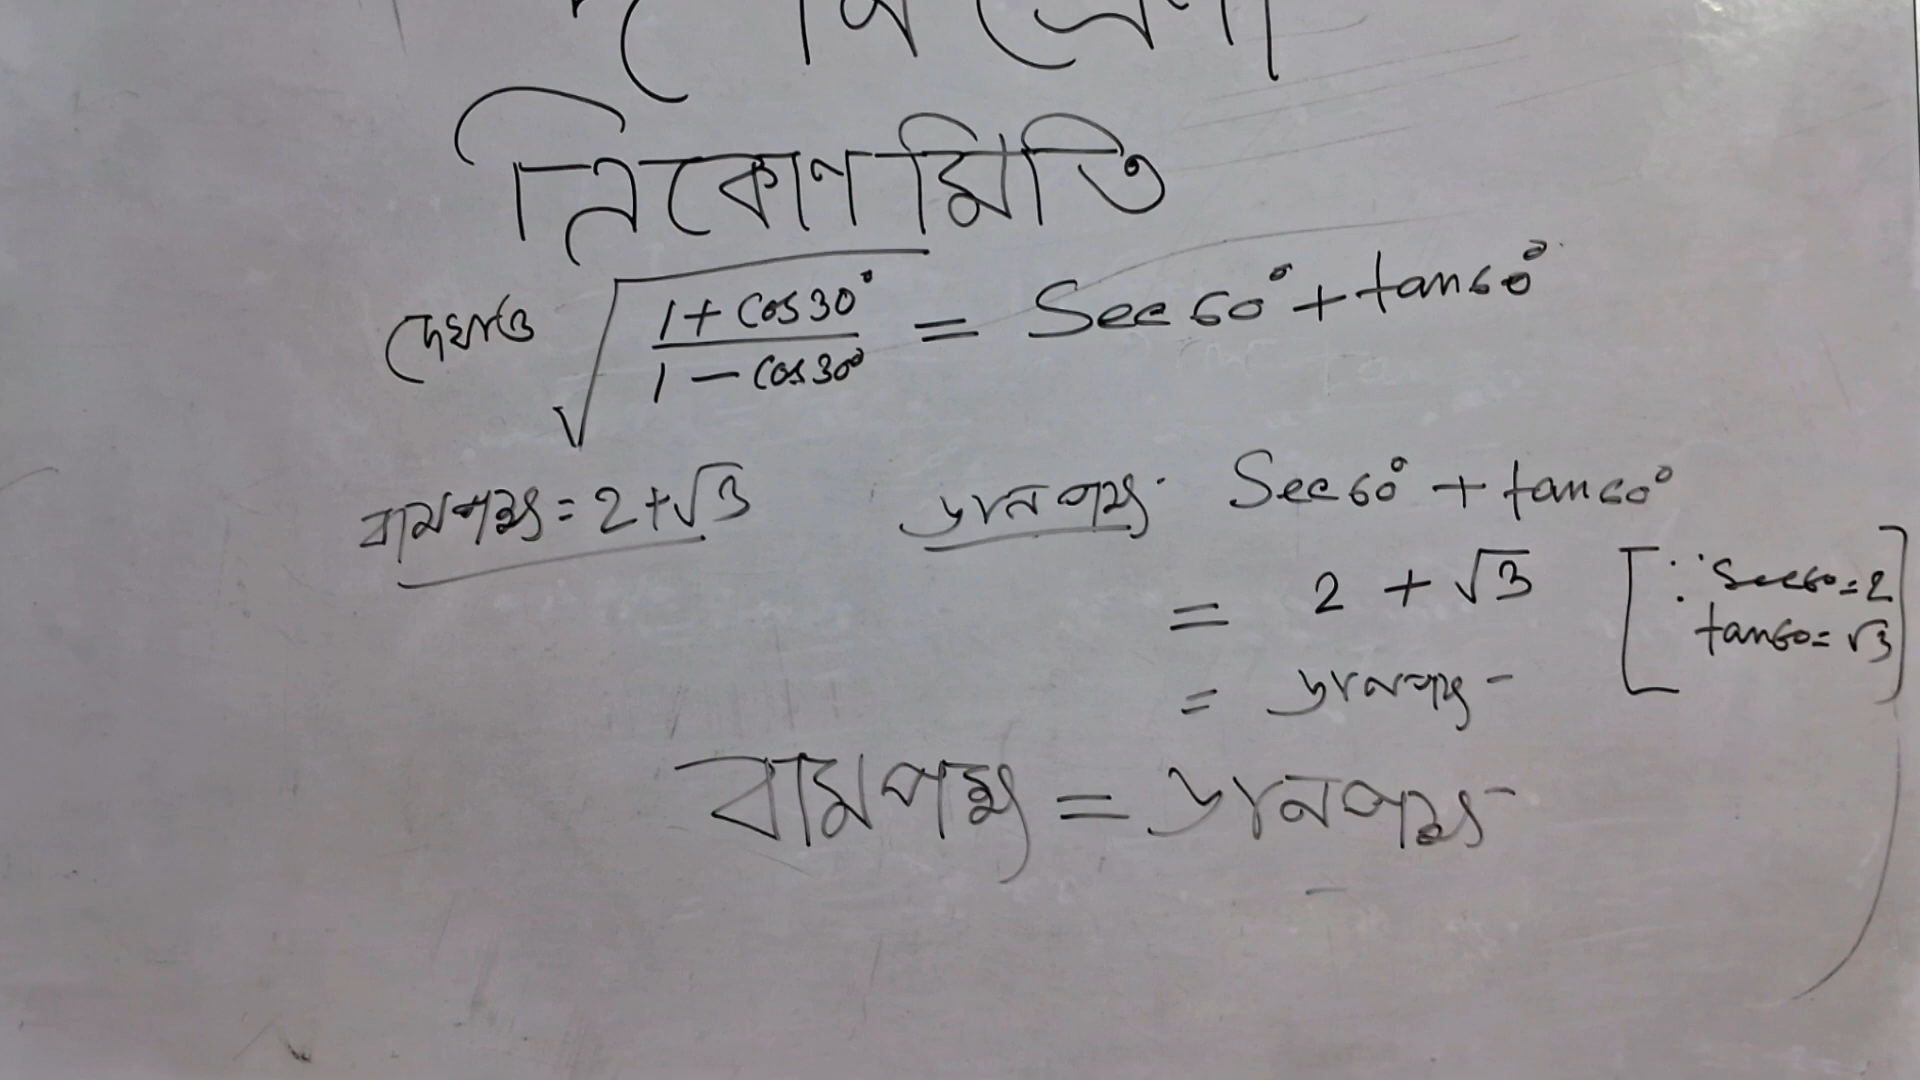 ত্রিকোণমিতি
দেখাও √(1 + cos30° / 1 - cos30°) = Sec60° + tan60°
বামপক্ষ = 2 + √3 ডানপক্ষ Sec60° + tan60°
= 2 + √3 [∵ Sec60 = 2
tan60 = √3]
= ডানপক্ষ
বামপক্ষ = ডানপক্ষ